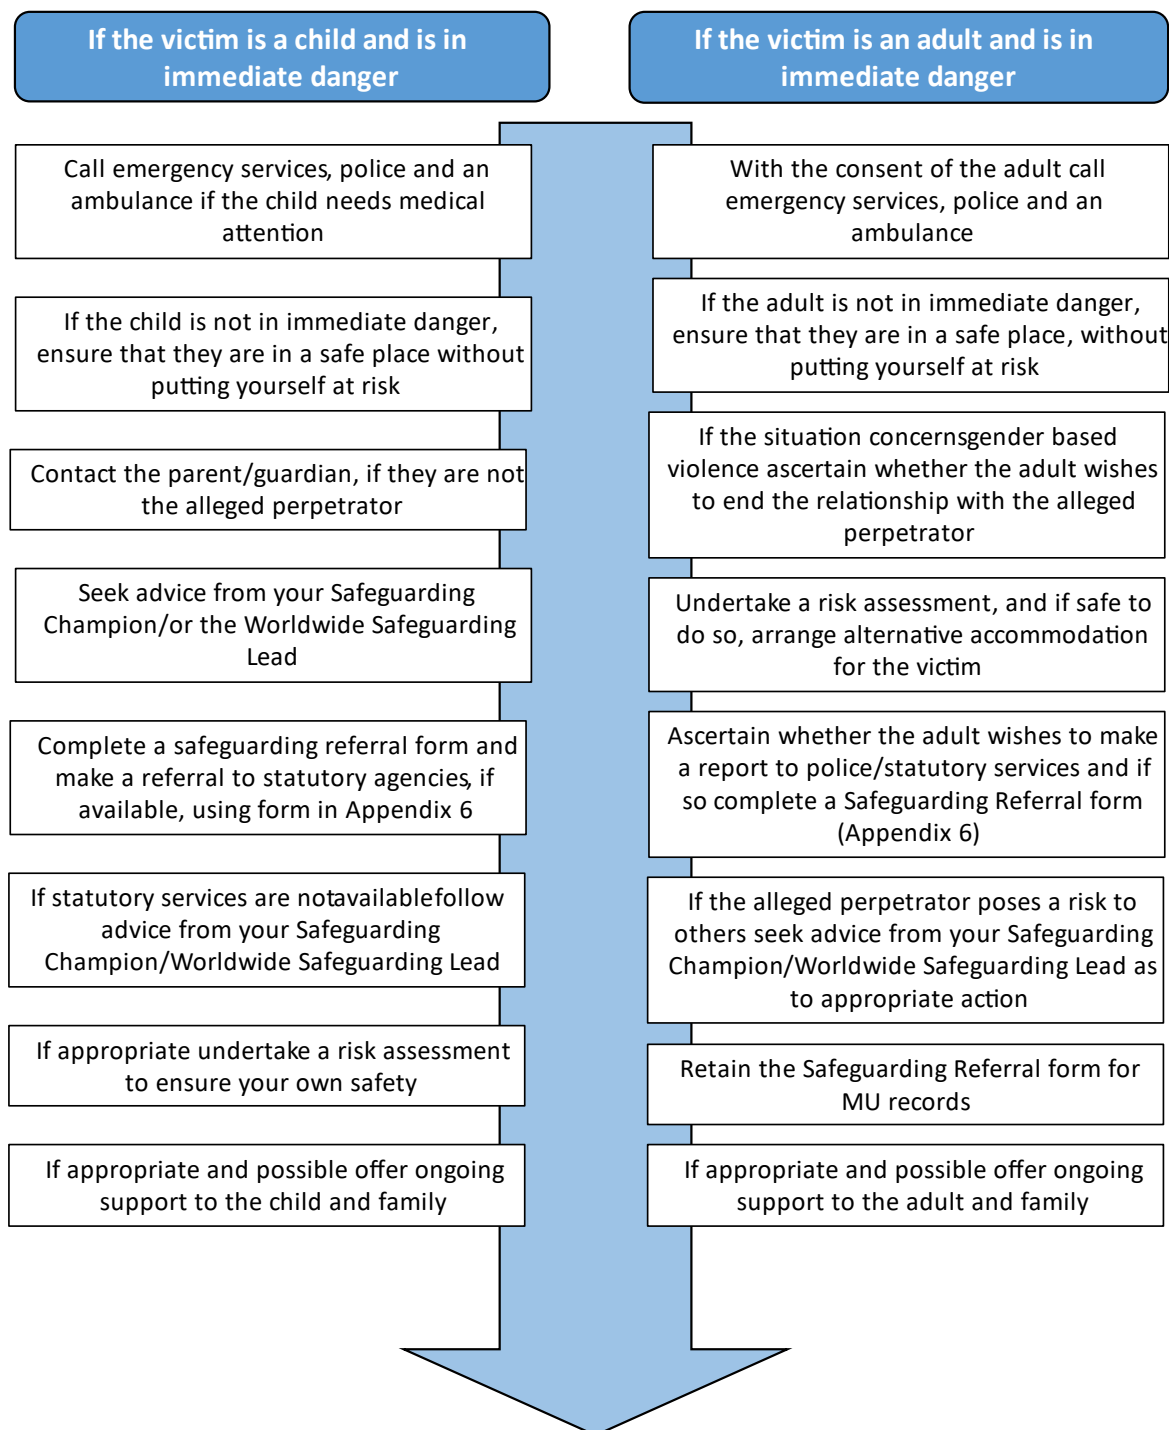 If the victim is a child and is in
immediate danger
Call emergency services, police and an
ambulance if the child needs medical
attention
If the child is not in immediate danger,
ensure that they are in a safe place without
putting yourself at risk
Contact the parent/guardian, if they are not
the alleged perpetrator
Seek advice from your Safeguarding
Champion/or the Worldwide Safeguarding
Lead
Complete a safeguarding referral form and
make a referral to statutory agencies, if
available, using form in Appendix 6
If statutory services are notavailablefollow
advice from your Safeguarding
Champion/Worldwide Safeguarding Lead
If appropriate undertake a risk assessment
to ensure your own safety
If appropriate and possible offer ongoing
support to the child and family
If the victim is an adult and is in
immediate danger
With the consent of the adult call
emergency services, police and an
ambulance
If the adult is not in immediate danger,
ensure that they are in a safe place, without
putting yourself at risk
If the situation concernsgender based
violence ascertain whether the adult wishes
to end the relationship with the alleged
perpetrator
Undertake a risk assessment, and if safe to
do so, arrange alternative accommodation
for the victim
Ascertain whether the adult wishes to make
a report to police/statutory services and if
so complete a Safeguarding Referral form
(Appendix 6)
If the alleged perpetrator poses a risk to
others seek advice from your Safeguarding
Champion/Worldwide Safeguarding Lead as
to appropriate action
Retain the Safeguarding Referral form for
MU records
If appropriate and possible offer ongoing
support to the adult and family